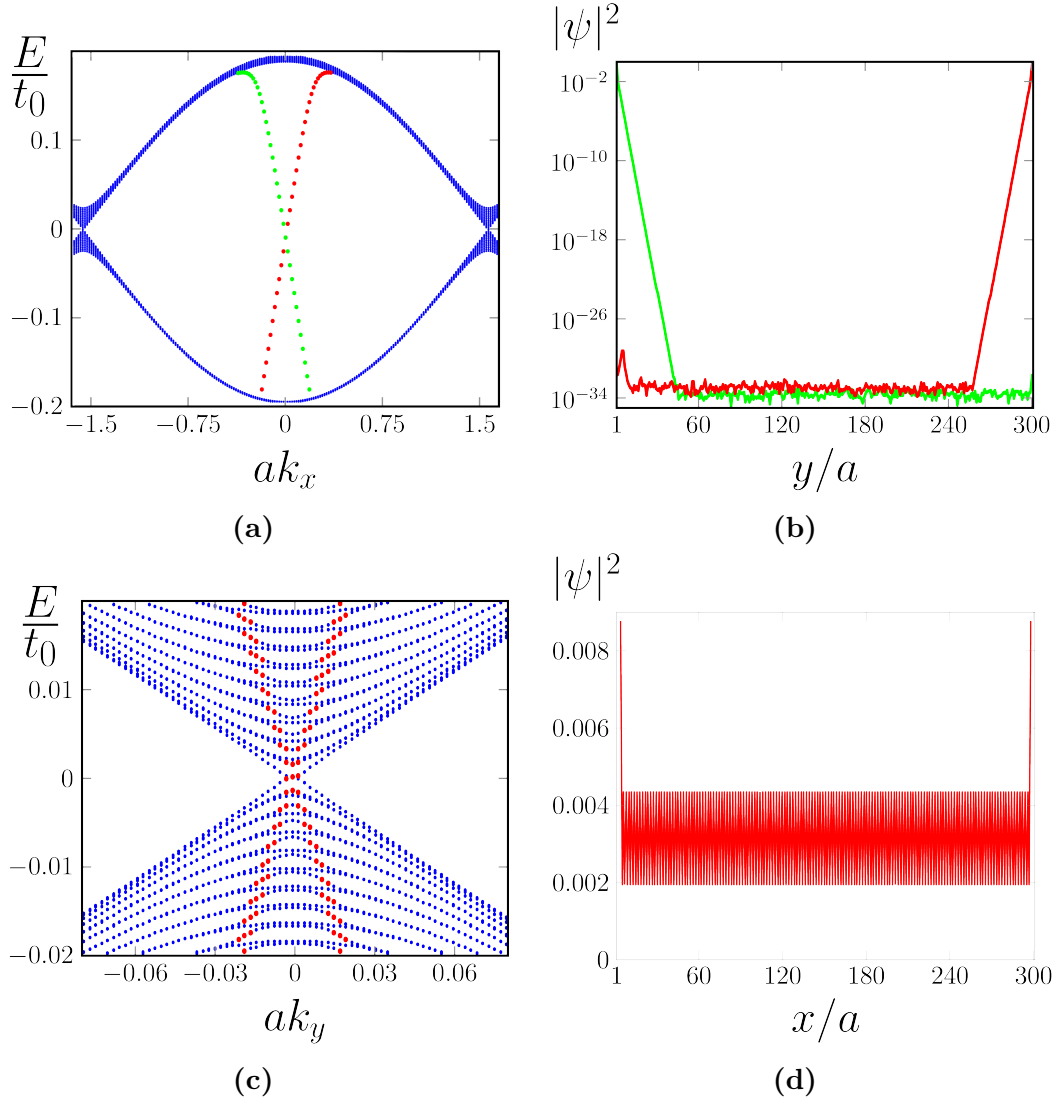 E/t₀
0.1
0
−0.1
−0.2
−1.5 −0.75 0 0.75 1.5
akₓ
(a)
|ψ|²
10⁻²
10⁻¹⁰
10⁻¹⁸
10⁻²⁶
10⁻³⁴
1 60 120 180 240 300
y/a
(b)
E/t₀
0.01
0
−0.01
−0.02
−0.06 −0.03 0 0.03 0.06
ak_y
(c)
|ψ|²
0.008
0.006
0.004
0.002
0
1 60 120 180 240 300
x/a
(d)